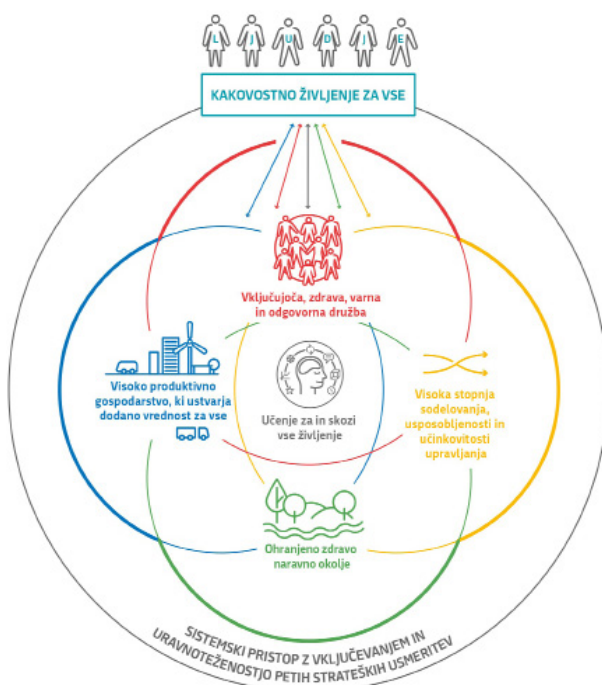 L J U D J E
KAKOVOSTNO ŽIVLJENJE ZA VSE
Vključujoča, zdrava, varna
in odgovorna družba
Visoko produktivno
gospodarstvo, ki ustvarja
dodano vrednost za vse
Učenje za in skozi
vse življenje
Visoka stopnja
sodelovanja,
usposobljenosti in
učinkovitosti
upravljanja
Ohranjeno zdravo
naravno okolje
SISTEMSKI PRISTOP Z VKLJUČEVANJEM IN
URAVNOTEŽENOSTJO PETIH STRATEŠKIH USMERITEV